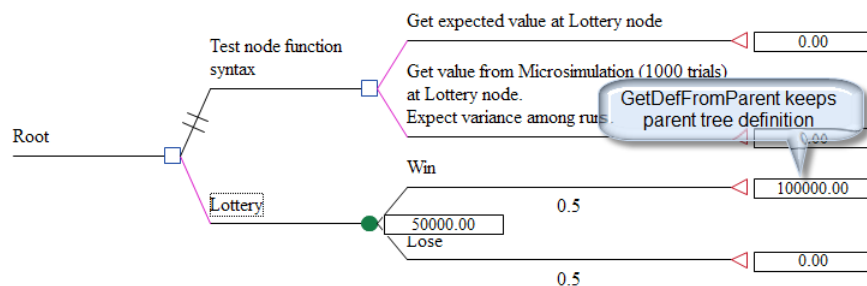 Get expected value at Lottery node
0.00
Test node function
syntax
Get value from Microsimulation (1000 trials)
at Lottery node.
Expect variance among runs.
GetDefFromParent keeps
parent tree definition
0.00
Root
Win
100000.00
0.5
Lottery
50000.00
Lose
0.00
0.5